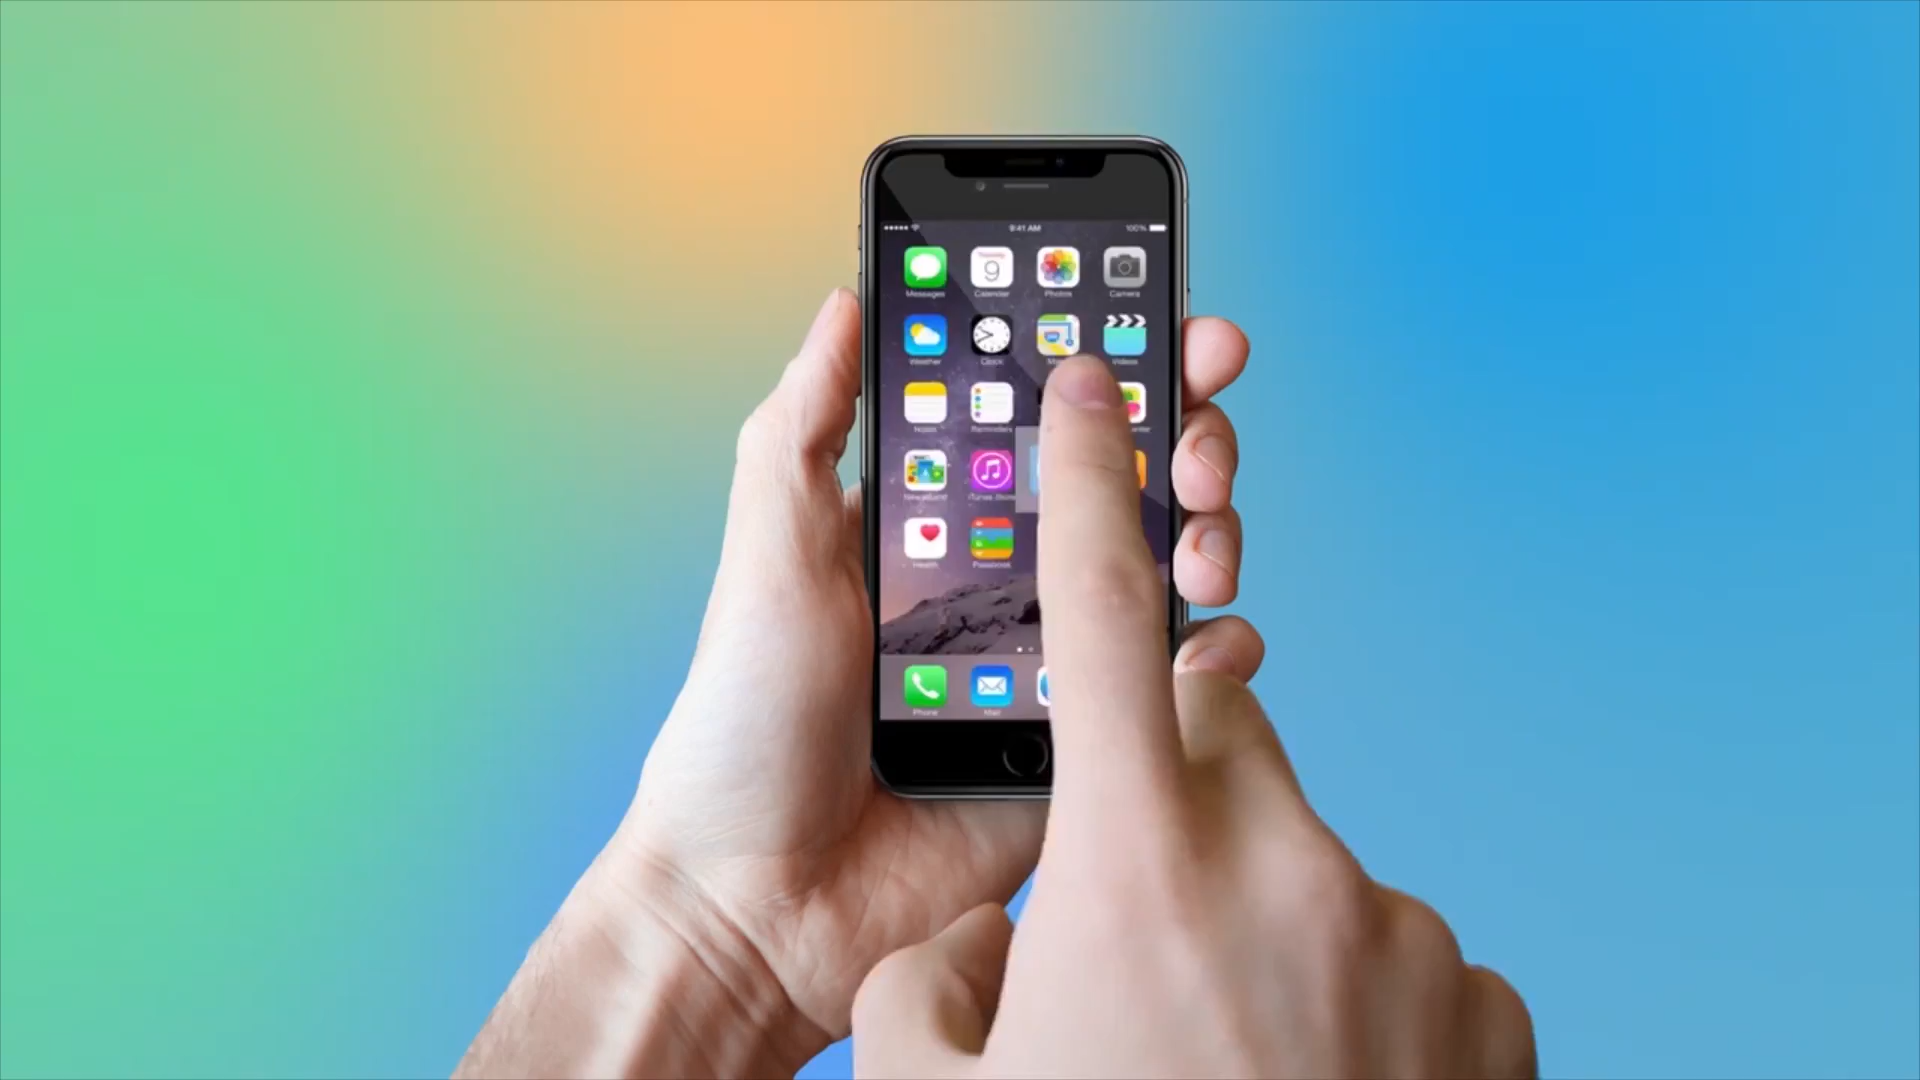 9:41 AM 100%
Thursday
9
Messages Calendar Photos Camera
Weather Clock Videos
Notes Reminders
Newsstand iTunes Store
Health Passbook
Phone Mail